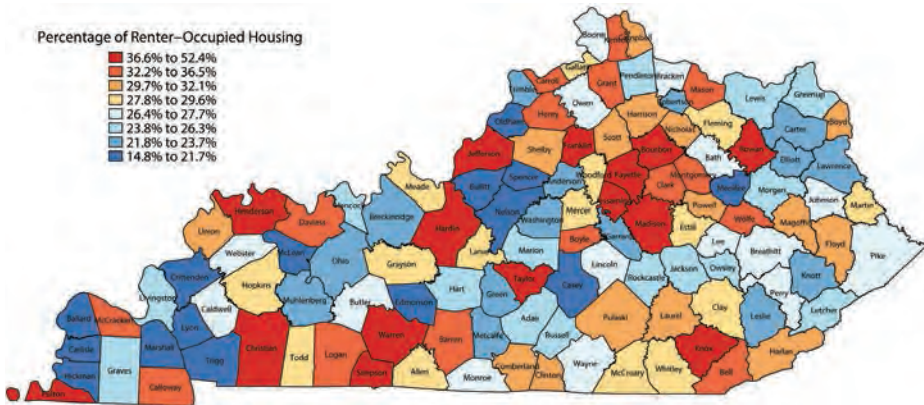 Percentage of Renter-Occupied Housing
36.6% to 52.4%
32.2% to 36.5%
29.7% to 32.1%
27.8% to 29.6%
26.4% to 27.7%
23.8% to 26.3%
21.8% to 23.7%
14.8% to 21.7%
Boone
Kenton
Campbell
Gallatin
Carroll
Grant
Pendleton
Bracken
Mason
Lewis
Greenup
Boyd
Trimble
Owen
Robertson
Henry
Harrison
Fleming
Carter
Oldham
Nicholas
Shelby
Scott
Rowan
Elliott
Lawrence
Jefferson
Franklin
Bourbon
Bath
Spencer
Woodford
Fayette
Montgomery
Menifee
Morgan
Johnson
Martin
Bullitt
Anderson
Clark
Meade
Nelson
Jessamine
Powell
Wolfe
Magoffin
Hancock
Breckinridge
Hardin
Washington
Mercer
Madison
Estill
Floyd
Henderson
Daviess
Larue
Marion
Boyle
Garrard
Lee
Breathitt
Pike
Union
Webster
McLean
Ohio
Grayson
Taylor
Casey
Lincoln
Rockcastle
Jackson
Owsley
Knott
Crittenden
Hopkins
Hart
Green
Perry
Livingston
Caldwell
Muhlenberg
Butler
Edmonson
Adair
Pulaski
Laurel
Clay
Leslie
Letcher
Ballard
McCracken
Lyon
Warren
Barren
Metcalfe
Russell
Carlisle
Marshall
Trigg
Christian
Todd
Logan
Knox
Harlan
Hickman
Graves
Calloway
Simpson
Allen
Monroe
Cumberland
Clinton
Wayne
McCreary
Whitley
Bell
Fulton